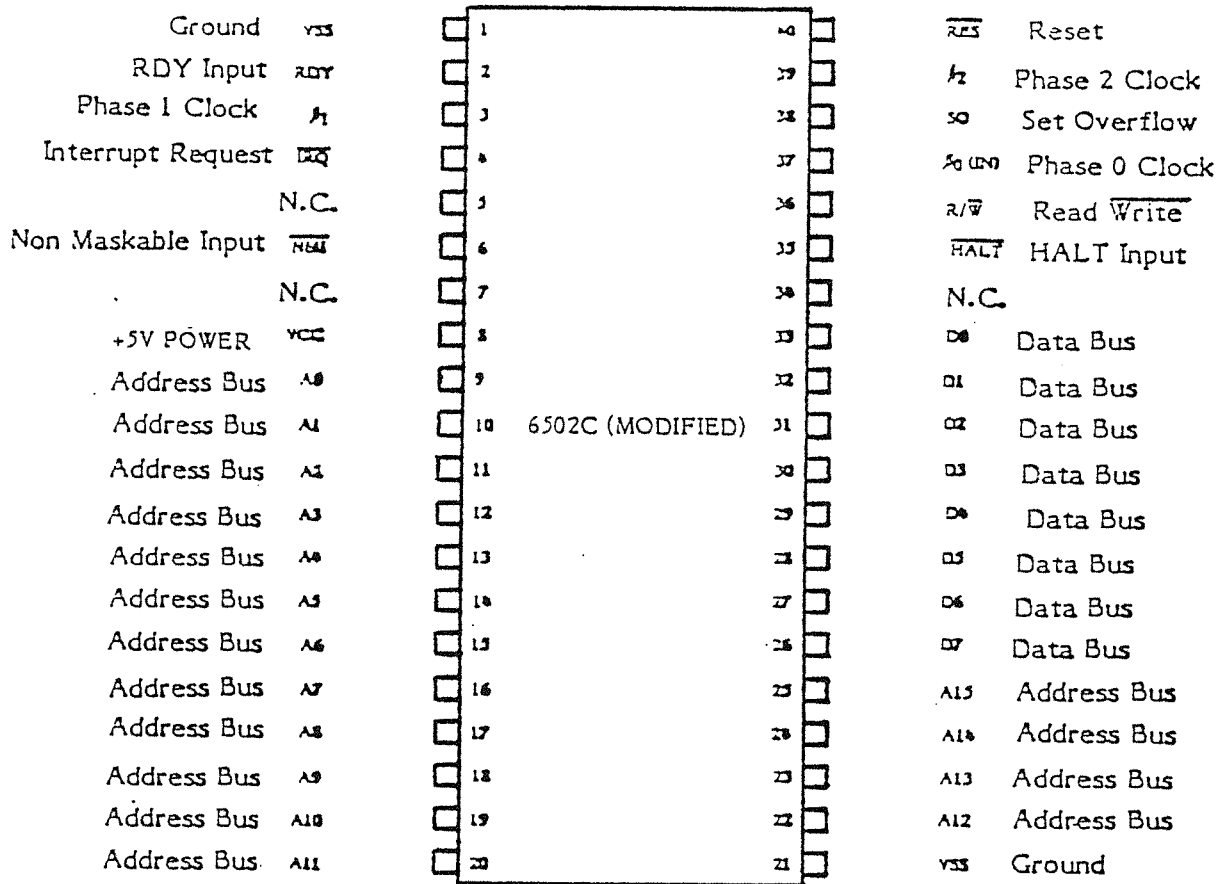 Ground VSS 1 40 RES Reset
RDY Input RDY 2 39 ϕ2 Phase 2 Clock
Phase 1 Clock ϕ1 3 38 SO Set Overflow
Interrupt Request IRQ 4 37 ϕ0 (IN) Phase 0 Clock
N.C. 5 36 R/W Read Write
Non Maskable Input NMI 6 35 HALT HALT Input
N.C. 7 34 N.C.
+5V POWER VCC 8 33 D0 Data Bus
Address Bus A0 9 32 D1 Data Bus
Address Bus A1 10 6502C (MODIFIED) 31 D2 Data Bus
Address Bus A2 11 30 D3 Data Bus
Address Bus A3 12 29 D4 Data Bus
Address Bus A4 13 28 D5 Data Bus
Address Bus A5 14 27 D6 Data Bus
Address Bus A6 15 26 D7 Data Bus
Address Bus A7 16 25 A15 Address Bus
Address Bus A8 17 24 A14 Address Bus
Address Bus A9 18 23 A13 Address Bus
Address Bus A10 19 22 A12 Address Bus
Address Bus A11 20 21 VSS Ground